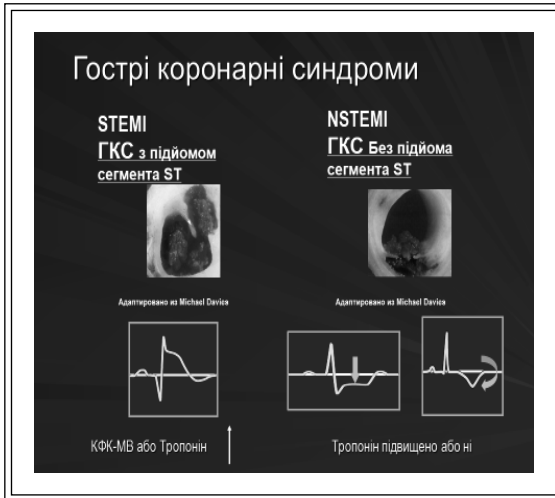 Гострі коронарні синдроми
STEMI
ГКС з підйомом
сегмента ST
NSTEMI
ГКС Без підйома
сегмента ST
Адаптировано из Michael Davies
Адаптировано из Michael Davies
КФК-МВ або Тропонін
Тропонін підвищено або ні